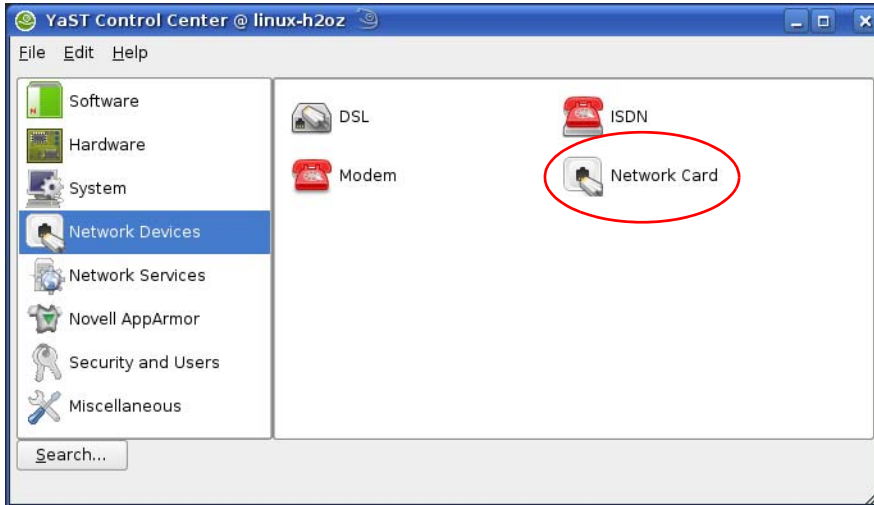 YaST Control Center @ linux-h2oz
File Edit Help
Software
Hardware
System
Network Devices
Network Services
Novell AppArmor
Security and Users
Miscellaneous
DSL
ISDN
Modem
Network Card
Search...